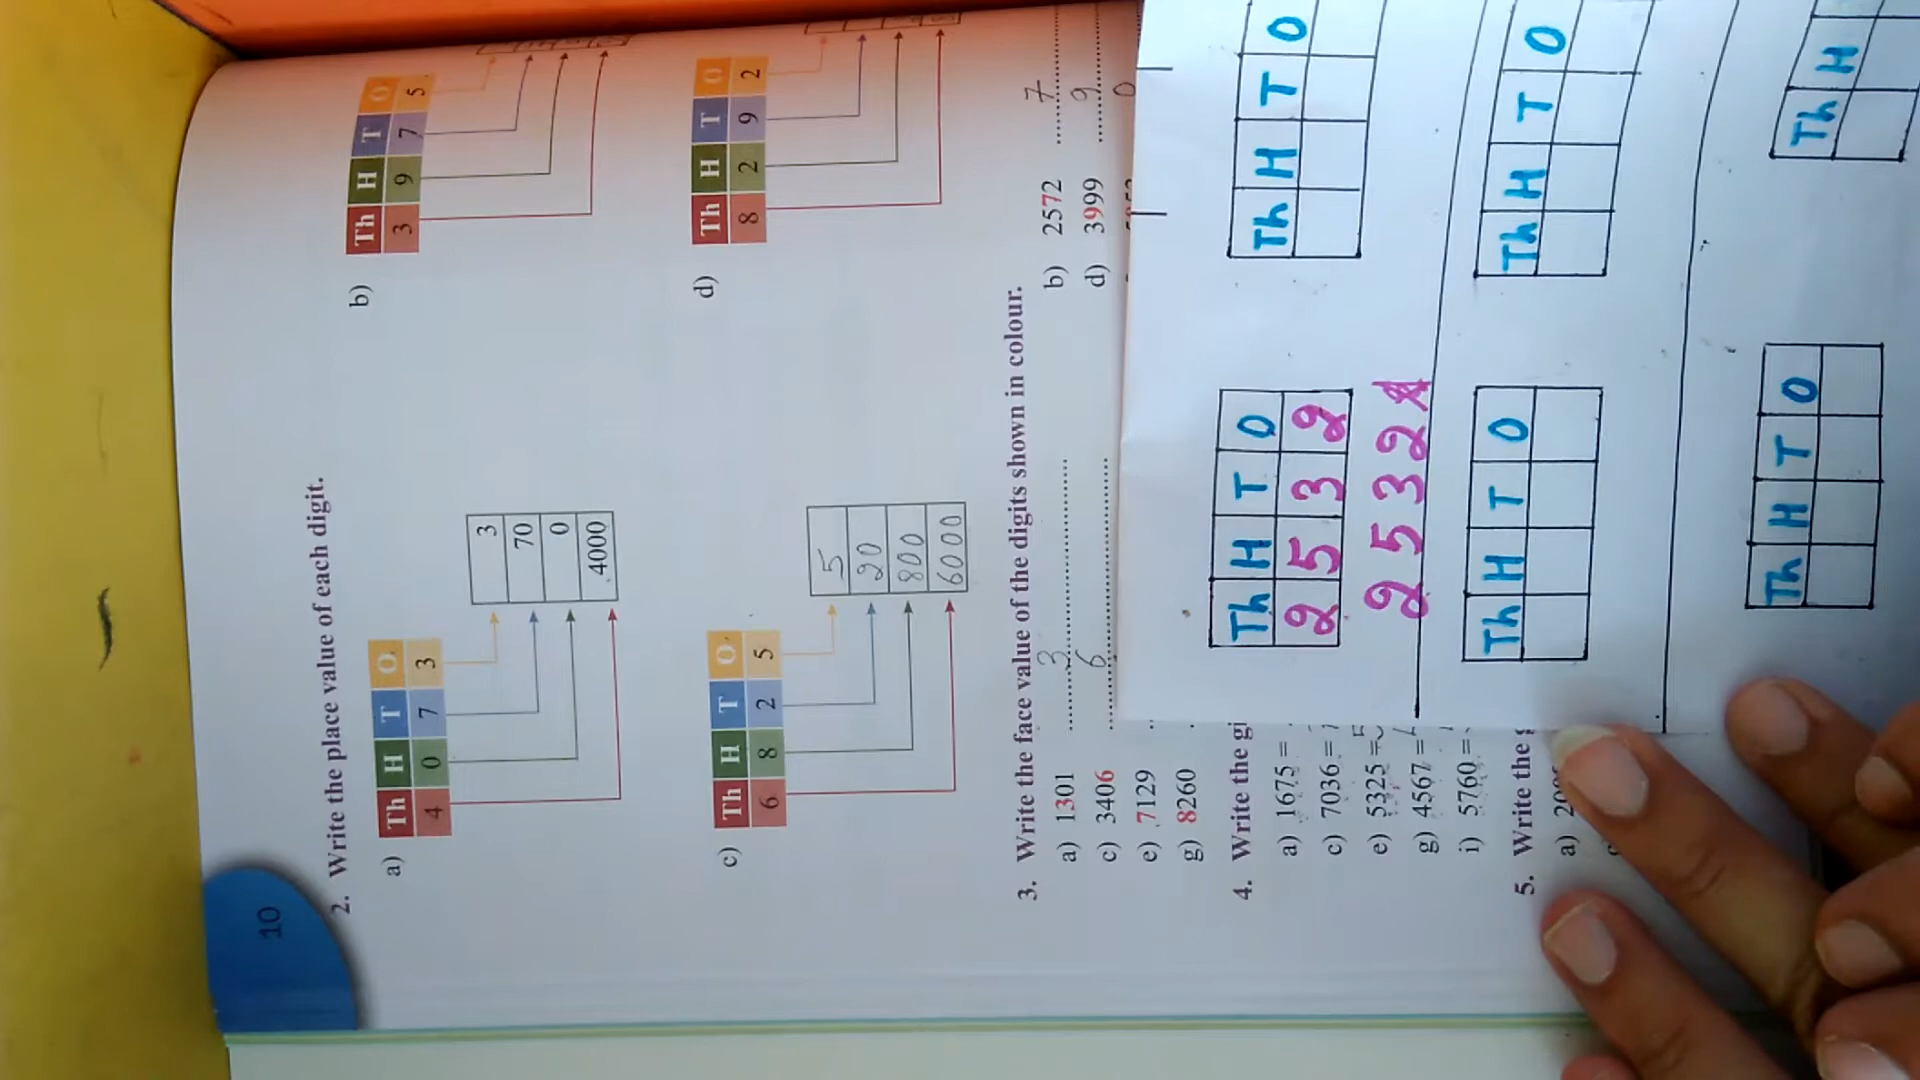 10
2. Write the place value of each digit.
a) Th H T O
4 0 7 3
3
70
0
4000
b) Th H T O
3 9 7 5
c) Th H T O
6 8 2 5
5
20
800
6000
d) Th H T O
8 2 9 2
3. Write the face value of the digits shown in colour.
a) 1301 3 b) 2572 7
c) 3406 6 d) 3999 9
e) 7129 0
g) 8260
4. Write the
a) 1675 =
c) 7036 =
e) 5325 =
g) 4567 =
i) 5760 =
5. Write the
a)
Th H T O
2 5 3 2
2 5 3 2
Th H T O
Th H T O
Th H T O
Th H T O
Th H